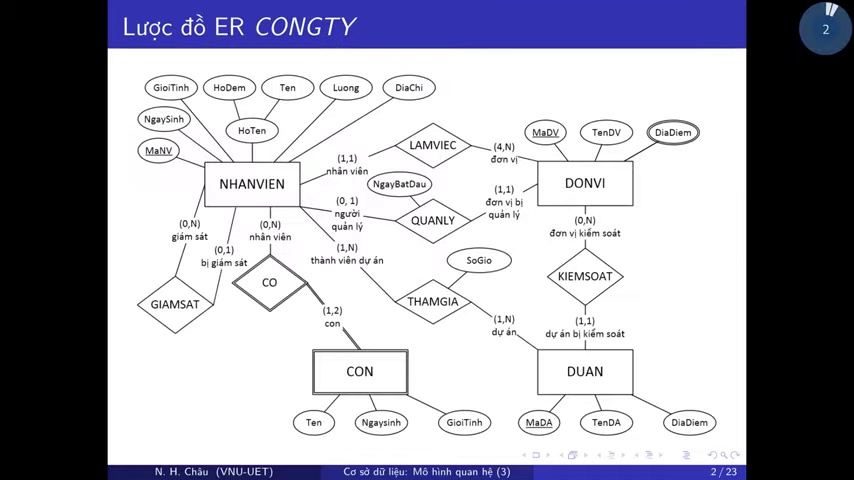 Lược đồ ER CONGTY
2
GioiTinh
HoDem
Ten
Luong
DiaChi
NgaySinh
HoTen
MaNV
NHANVIEN
(1,1)
nhân viên
LAMVIEC
(4,N)
đơn vị
MaDV
TenDV
DiaDiem
DONVI
NgayBatDau
(0, 1)
người
quản lý
QUANLY
(1,1)
đơn vị bị
quản lý
(0,N)
giám sát
(0,1)
bị giám sát
GIAMSAT
(0,N)
nhân viên
CO
(1,2)
con
(1,N)
thành viên dự án
SoGio
THAMGIA
(1,N)
dự án
(0,N)
đơn vị kiểm soát
KIEMSOAT
(1,1)
dự án bị kiểm soát
CON
DUAN
Ten
Ngaysinh
GioiTinh
MaDA
TenDA
DiaDiem
N. H. Châu (VNU-UET)
Cơ sở dữ liệu: Mô hình quan hệ (3)
2 / 23